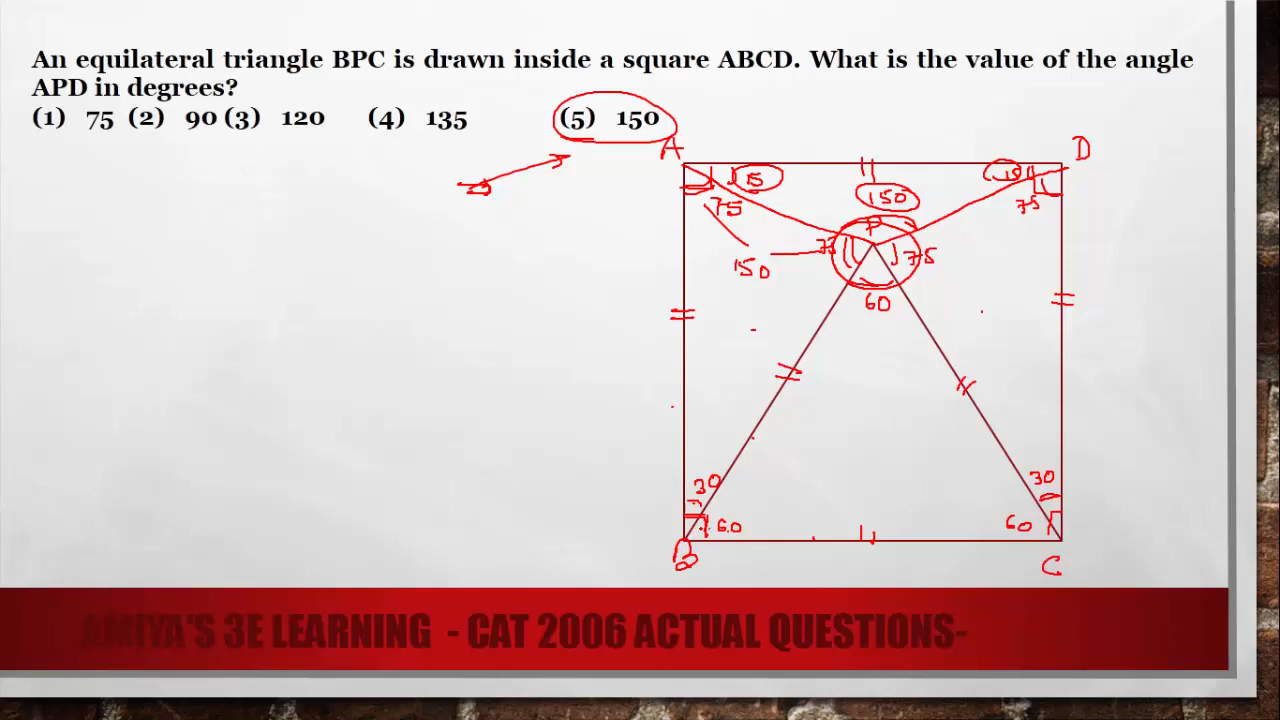 An equilateral triangle BPC is drawn inside a square ABCD. What is the value of the angle
APD in degrees?
(1) 75 (2) 90 (3) 120 (4) 135 (5) 150
A D
15 15
150
75 75
P
75 75
150
60
30 30
60 60
B C
AMIYA'S 3E LEARNING - CAT 2006 ACTUAL QUESTIONS-